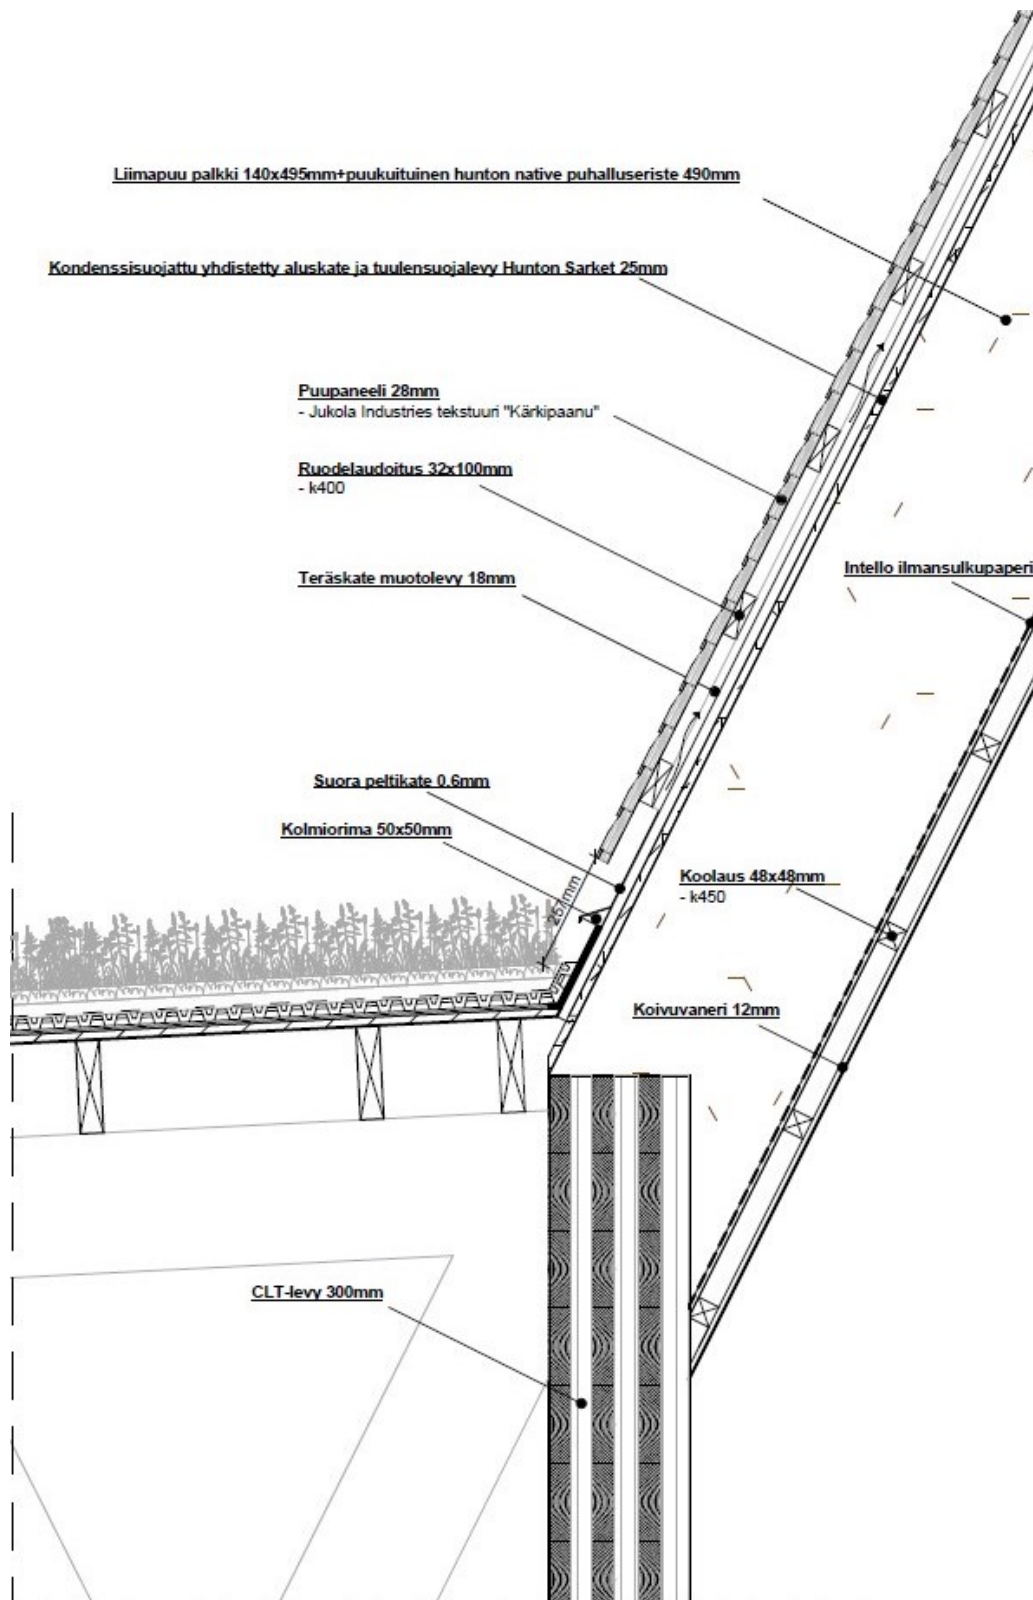 Liimapuu palkki 140x495mm+puukuituinen hunton native puhalluseriste 490mm
Kondenssisuojattu yhdistetty aluskate ja tuulensuojalevy Hunton Sarket 25mm
Puupaneeli 28mm
- Jukola Industries tekstuuri "Kärkipaanu"
Ruodelaudoitus 32x100mm
- k400
Intello ilmansulkupaperi
Teräskate muotolevy 18mm
Suora peltikate 0.6mm
Kolmiorima 50x50mm
Koolaus 48x48mm
- k450
Koivuvaneri 12mm
CLT-levy 300mm